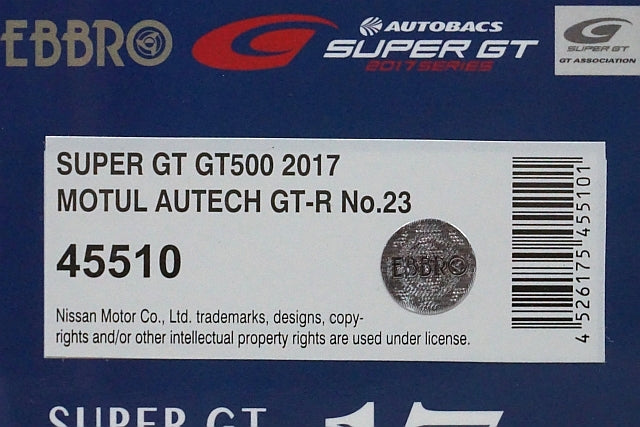 EBBRO
AUTOBACS
SUPER GT
2017 SERIES
SUPER GT
GT ASSOCIATION
SUPER GT GT500 2017
MOTUL AUTECH GT-R No.23
45510
EBBRO
Nissan Motor Co., Ltd. trademarks, designs, copy-
rights and/or other intellectual property rights are used under license.
4 526175 455101
SUPER GT